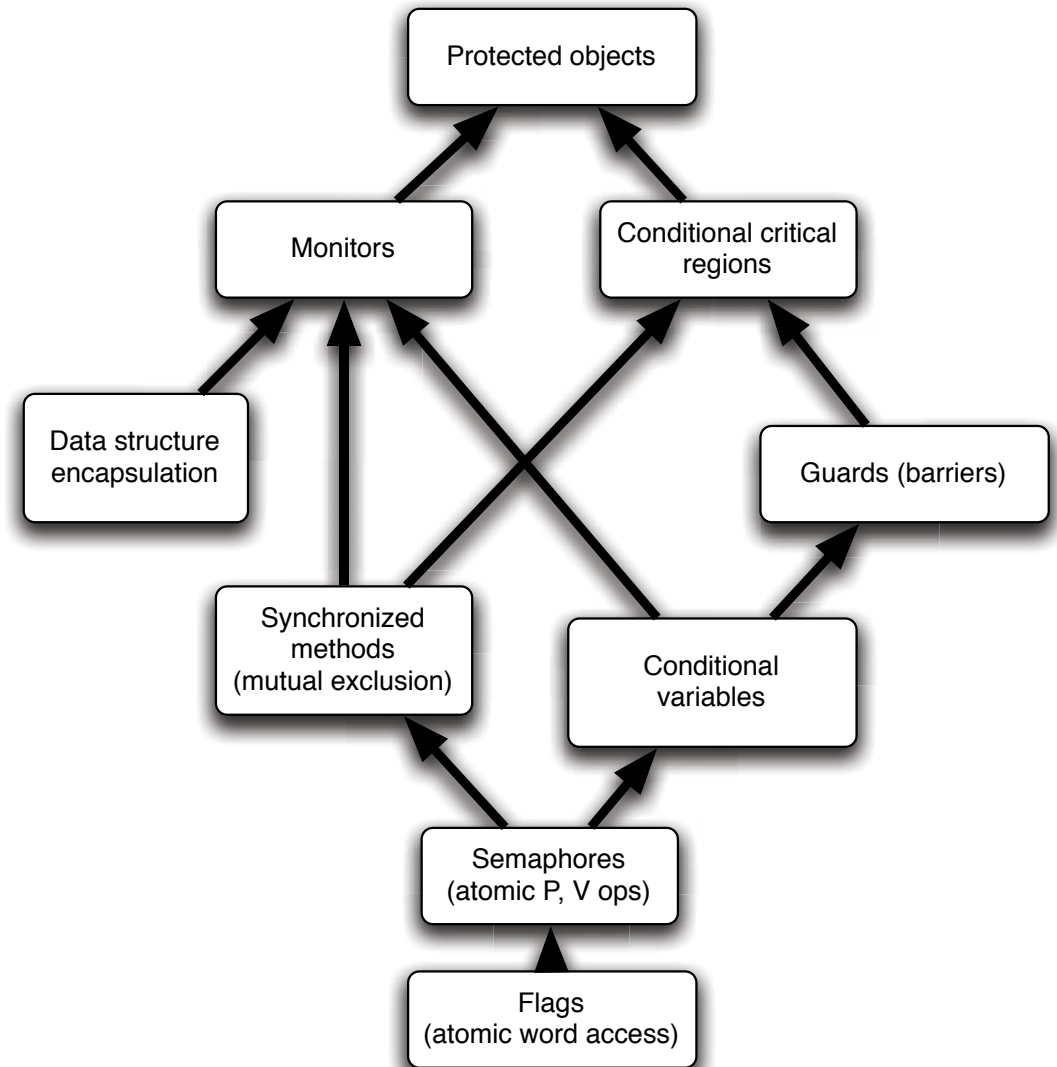 Protected objects
Monitors
Conditional critical
regions
Data structure
encapsulation
Guards (barriers)
Synchronized
methods
(mutual exclusion)
Conditional
variables
Semaphores
(atomic P, V ops)
Flags
(atomic word access)